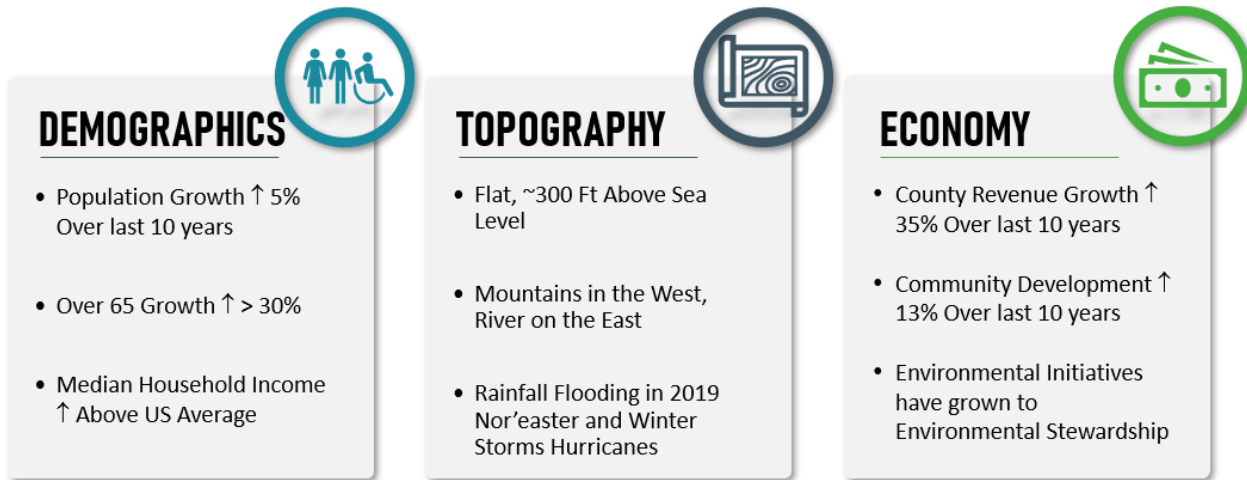 DEMOGRAPHICS
• Population Growth ↑ 5%
Over last 10 years
• Over 65 Growth ↑ > 30%
• Median Household Income
↑ Above US Average
TOPOGRAPHY
• Flat, ~300 Ft Above Sea
Level
• Mountains in the West,
River on the East
• Rainfall Flooding in 2019
Nor’easter and Winter
Storms Hurricanes
ECONOMY
• County Revenue Growth ↑
35% Over last 10 years
• Community Development ↑
13% Over last 10 years
• Environmental Initiatives
have grown to
Environmental Stewardship